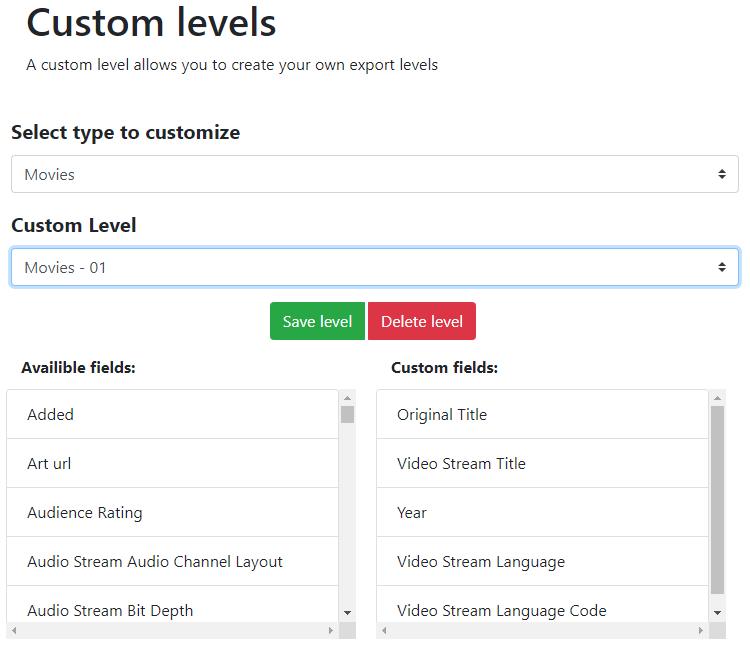 Custom levels
A custom level allows you to create your own export levels
Select type to customize
Movies
Custom Level
Movies - 01
Save level Delete level
Availible fields: Custom fields:
Added Original Title
Art url Video Stream Title
Audience Rating Year
Audio Stream Audio Channel Layout Video Stream Language
Audio Stream Bit Depth Video Stream Language Code